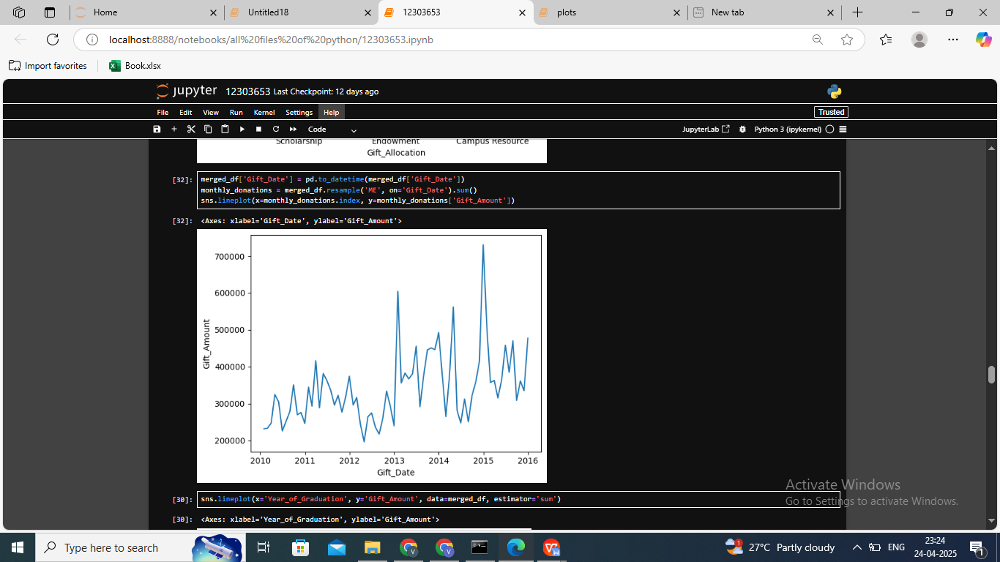 Home
Untitled18
12303653
plots
New tab
localhost:8888/notebooks/all%20files%20of%20python/12303653.ipynb
Import favorites
Book.xlsx
jupyter 12303653 Last Checkpoint: 12 days ago
File Edit View Run Kernel Settings Help
Trusted
Code
JupyterLab
Python 3 (ipykernel)
Scholarship Endowment Campus Resource
Gift_Allocation
[32]:
merged_df['Gift_Date'] = pd.to_datetime(merged_df['Gift_Date'])
monthly_donations = merged_df.resample('ME', on='Gift_Date').sum()
sns.lineplot(x=monthly_donations.index, y=monthly_donations['Gift_Amount'])
[32]: <Axes: xlabel='Gift_Date', ylabel='Gift_Amount'>
700000
600000
500000
400000
300000
200000
Gift_Amount
2010 2011 2012 2013 2014 2015 2016
Gift_Date
Activate Windows
Go to Settings to activate Windows.
[30]: sns.lineplot(x='Year_of_Graduation', y='Gift_Amount', data=merged_df, estimator='sum')
[30]: <Axes: xlabel='Year_of_Graduation', ylabel='Gift_Amount'>
Type here to search
27°C Partly cloudy
ENG
23:24
24-04-2025
1